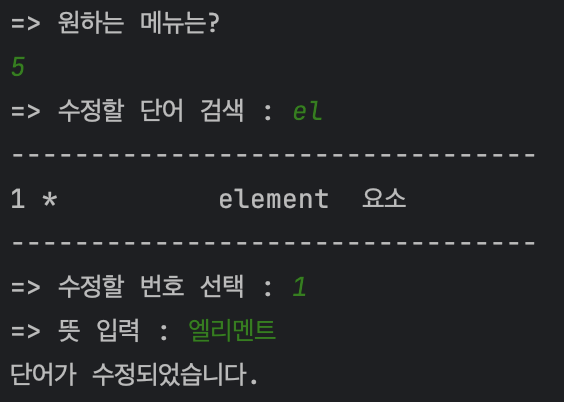 => 원하는 메뉴는?
5
=> 수정할 단어 검색 : el
---------------------------------
1 *          element  요소
---------------------------------
=> 수정할 번호 선택 : 1
=> 뜻 입력 : 엘리멘트
단어가 수정되었습니다.